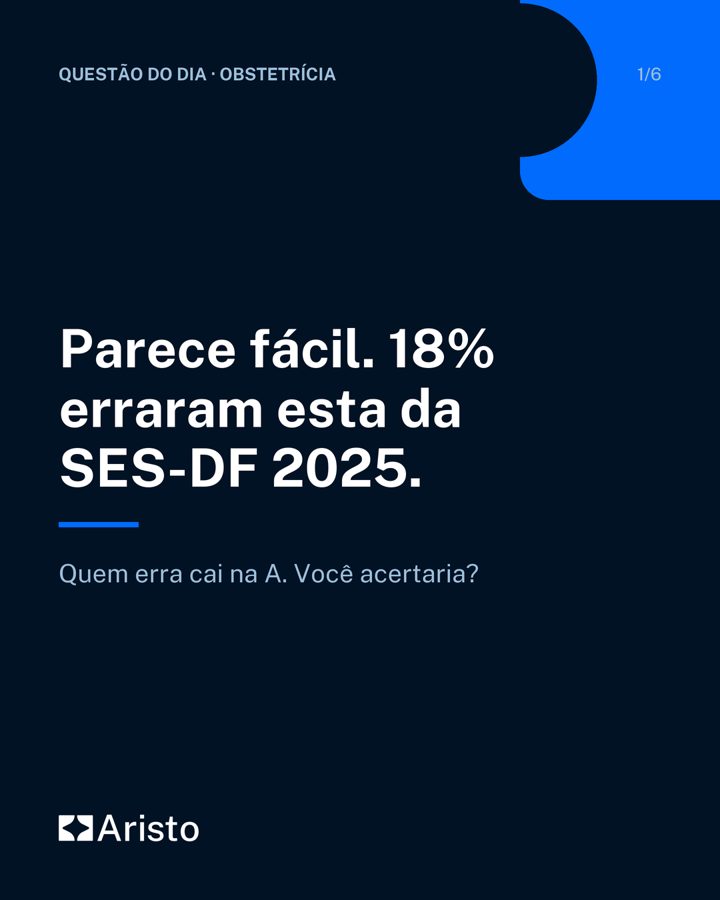 QUESTÃO DO DIA · OBSTETRÍCIA
1/6
Parece fácil. 18%
erraram esta da
SES-DF 2025.
Quem erra cai na A. Você acertaria?
Aristo